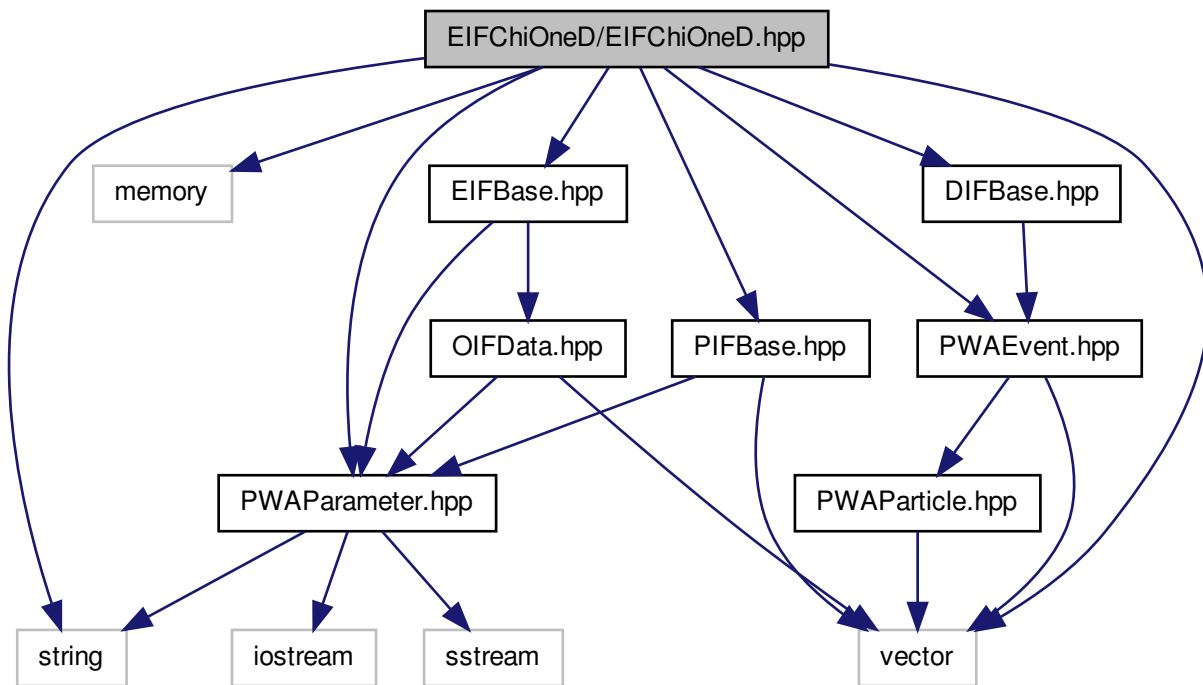 EIFChiOneD/EIFChiOneD.hpp
memory
EIFBase.hpp
DIFBase.hpp
OIFData.hpp
PIFBase.hpp
PWAEvent.hpp
PWAParameter.hpp
PWAParticle.hpp
string
iostream
sstream
vector